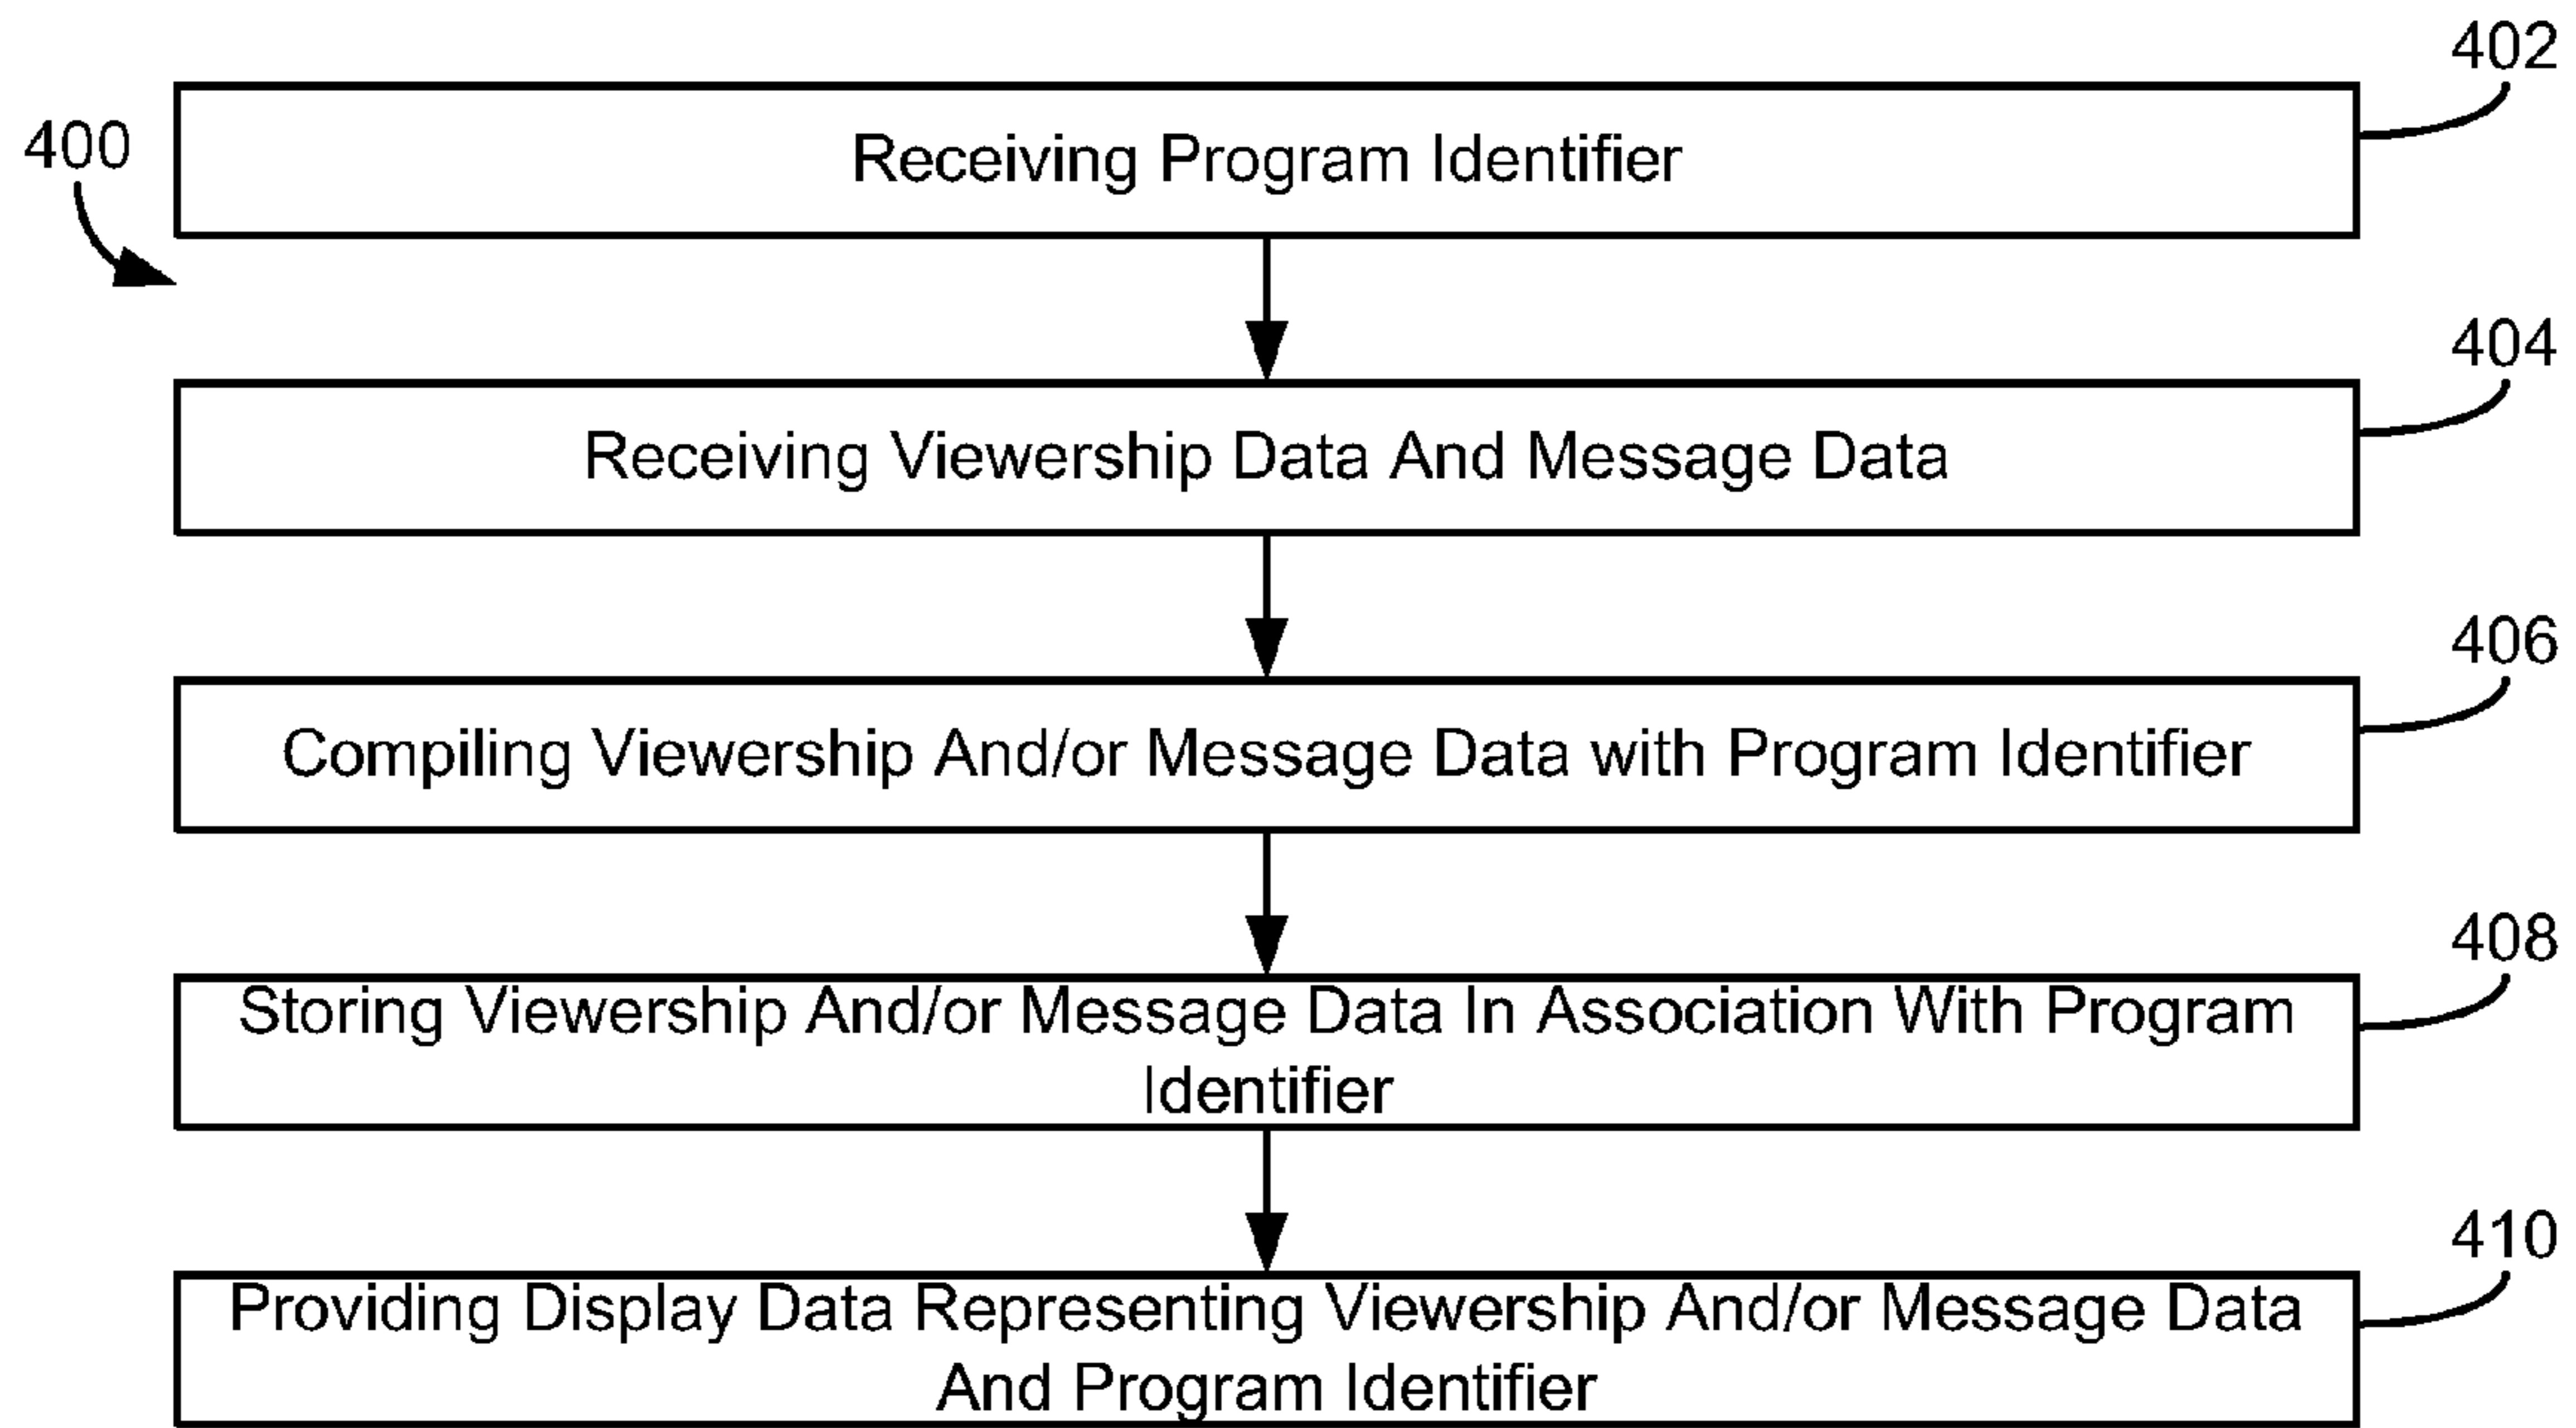 402
400
Receiving Program Identifier
404
Receiving Viewership Data And Message Data
406
Compiling Viewership And/or Message Data with Program Identifier
408
Storing Viewership And/or Message Data In Association With Program
Identifier
410
Providing Display Data Representing Viewership And/or Message Data
And Program Identifier